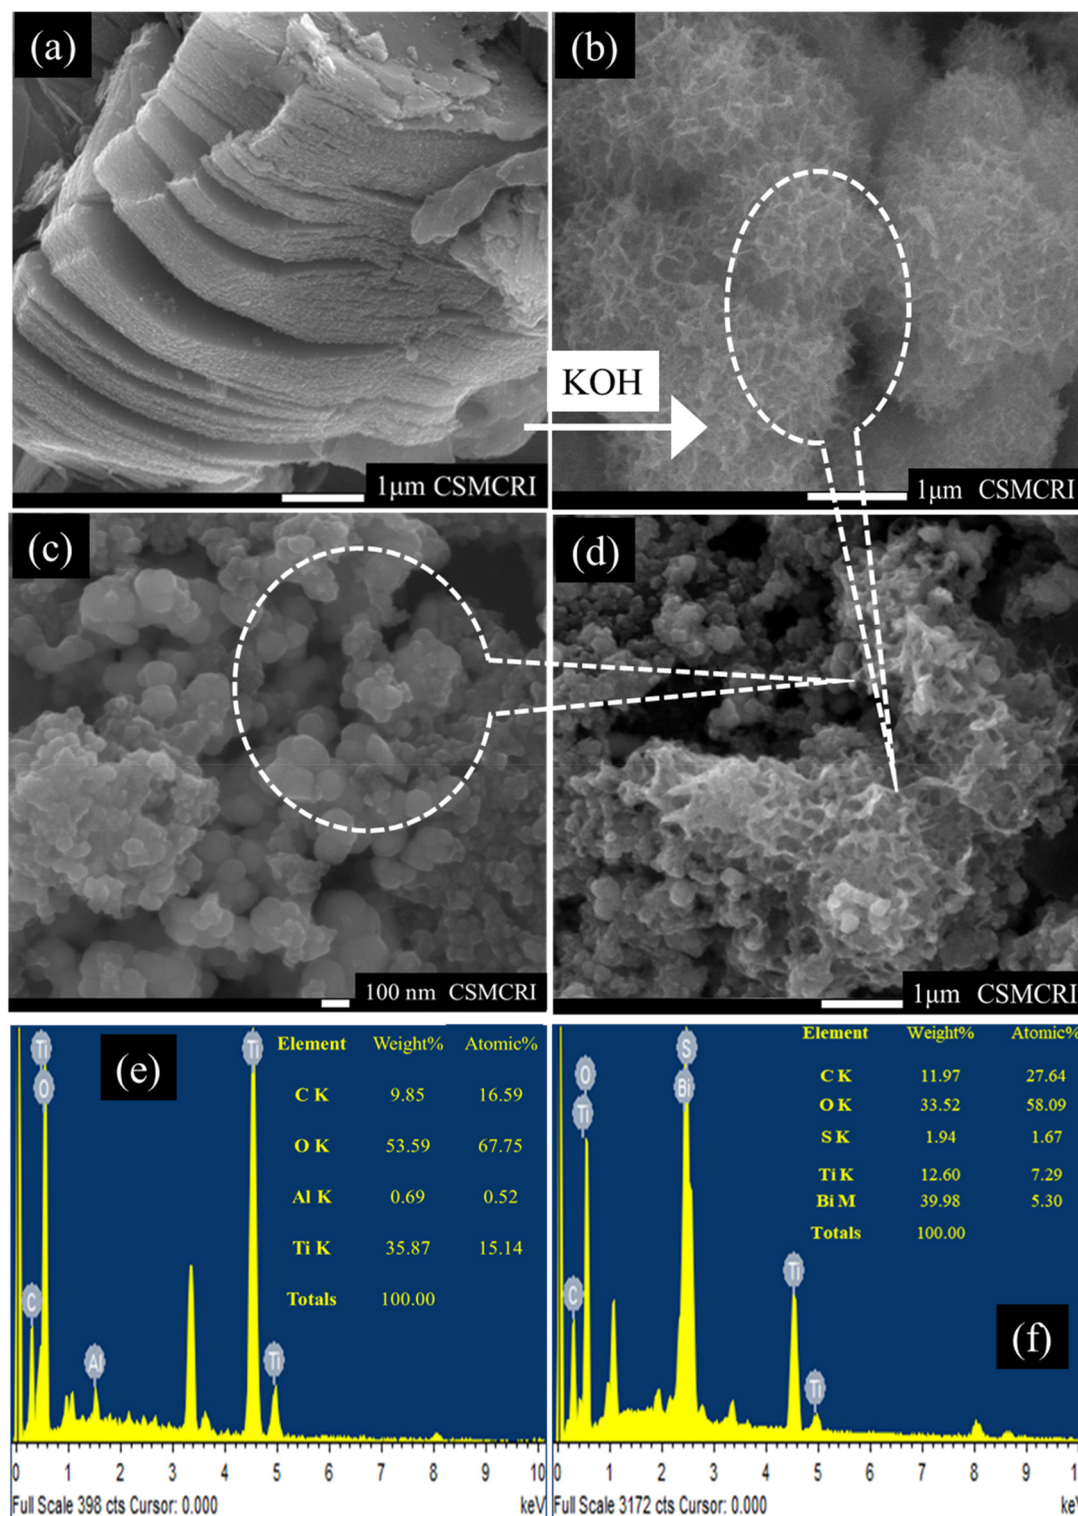 (a)
(b)
KOH
1μm CSMCRI
1μm CSMCRI
(c)
(d)
100 nm CSMCRI
1μm CSMCRI
(e)
Ti
O
Ti
C
Al
Ti
Element Weight% Atomic%
C K 9.85 16.59
O K 53.59 67.75
Al K 0.69 0.52
Ti K 35.87 15.14
Totals 100.00
0 1 2 3 4 5 6 7 8 9 10
Full Scale 398 cts Cursor: 0.000 keV
(f)
S
O
Bi
Ti
Ti
C
Ti
Element Weight% Atomic%
C K 11.97 27.64
O K 33.52 58.09
S K 1.94 1.67
Ti K 12.60 7.29
Bi M 39.98 5.30
Totals 100.00
0 1 2 3 4 5 6 7 8 9 10
Full Scale 3172 cts Cursor: 0.000 keV